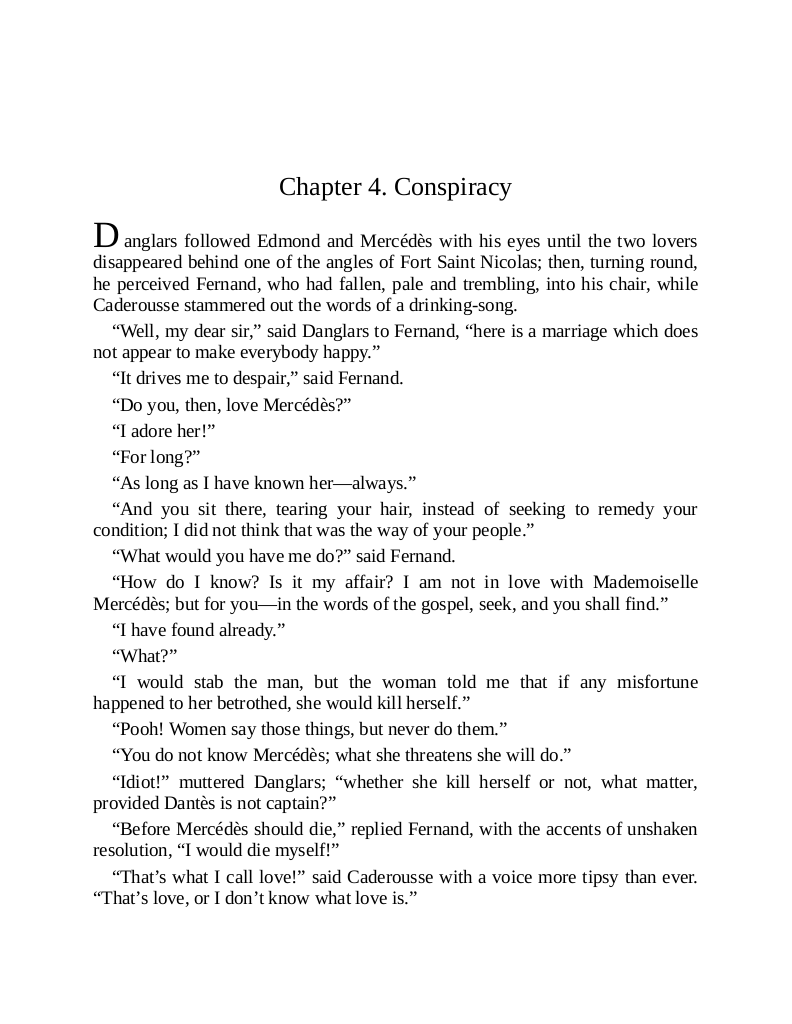 Chapter 4. Conspiracy
Danglars followed Edmond and Mercédès with his eyes until the two lovers
disappeared behind one of the angles of Fort Saint Nicolas; then, turning round,
he perceived Fernand, who had fallen, pale and trembling, into his chair, while
Caderousse stammered out the words of a drinking-song.
“Well, my dear sir,” said Danglars to Fernand, “here is a marriage which does
not appear to make everybody happy.”
“It drives me to despair,” said Fernand.
“Do you, then, love Mercédès?”
“I adore her!”
“For long?”
“As long as I have known her—always.”
“And you sit there, tearing your hair, instead of seeking to remedy your
condition; I did not think that was the way of your people.”
“What would you have me do?” said Fernand.
“How do I know? Is it my affair? I am not in love with Mademoiselle
Mercédès; but for you—in the words of the gospel, seek, and you shall find.”
“I have found already.”
“What?”
“I would stab the man, but the woman told me that if any misfortune
happened to her betrothed, she would kill herself.”
“Pooh! Women say those things, but never do them.”
“You do not know Mercédès; what she threatens she will do.”
“Idiot!” muttered Danglars; “whether she kill herself or not, what matter,
provided Dantès is not captain?”
“Before Mercédès should die,” replied Fernand, with the accents of unshaken
resolution, “I would die myself!”
“That’s what I call love!” said Caderousse with a voice more tipsy than ever.
“That’s love, or I don’t know what love is.”